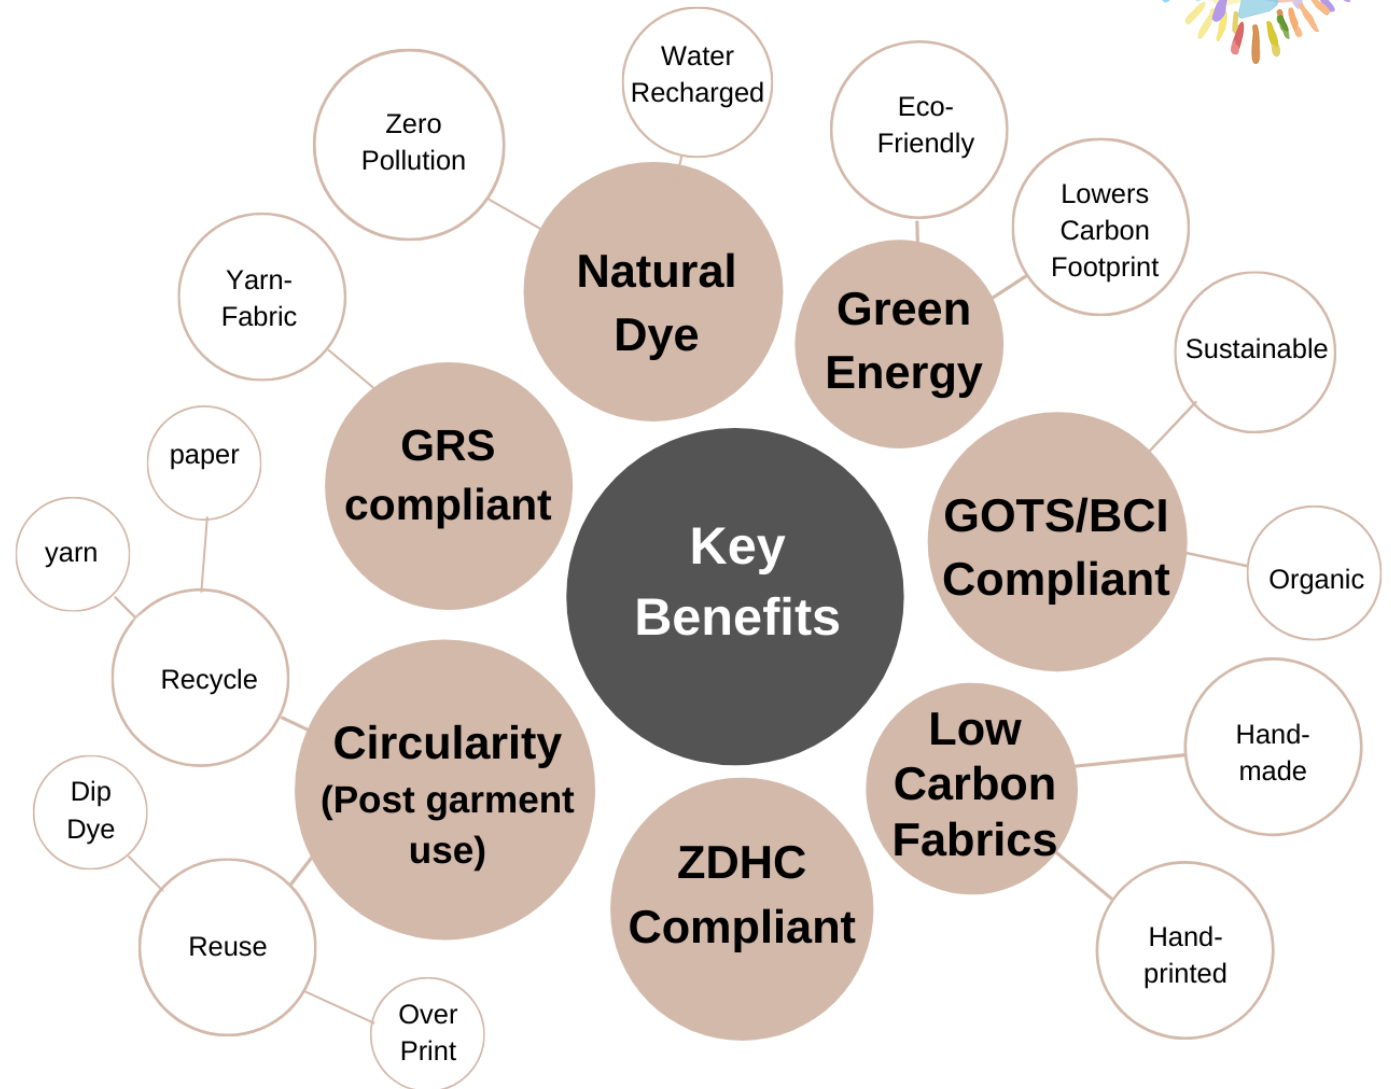 Water
Recharged
Zero
Pollution
Eco-
Friendly
Lowers
Carbon
Footprint
Yarn-
Fabric
Natural
Dye
Green
Energy
Sustainable
paper
GRS
compliant
yarn
Key
Benefits
GOTS/BCI
Compliant
Organic
Recycle
Circularity
(Post garment
use)
Low
Carbon
Fabrics
Hand-
made
Dip
Dye
ZDHC
Compliant
Reuse
Hand-
printed
Over
Print